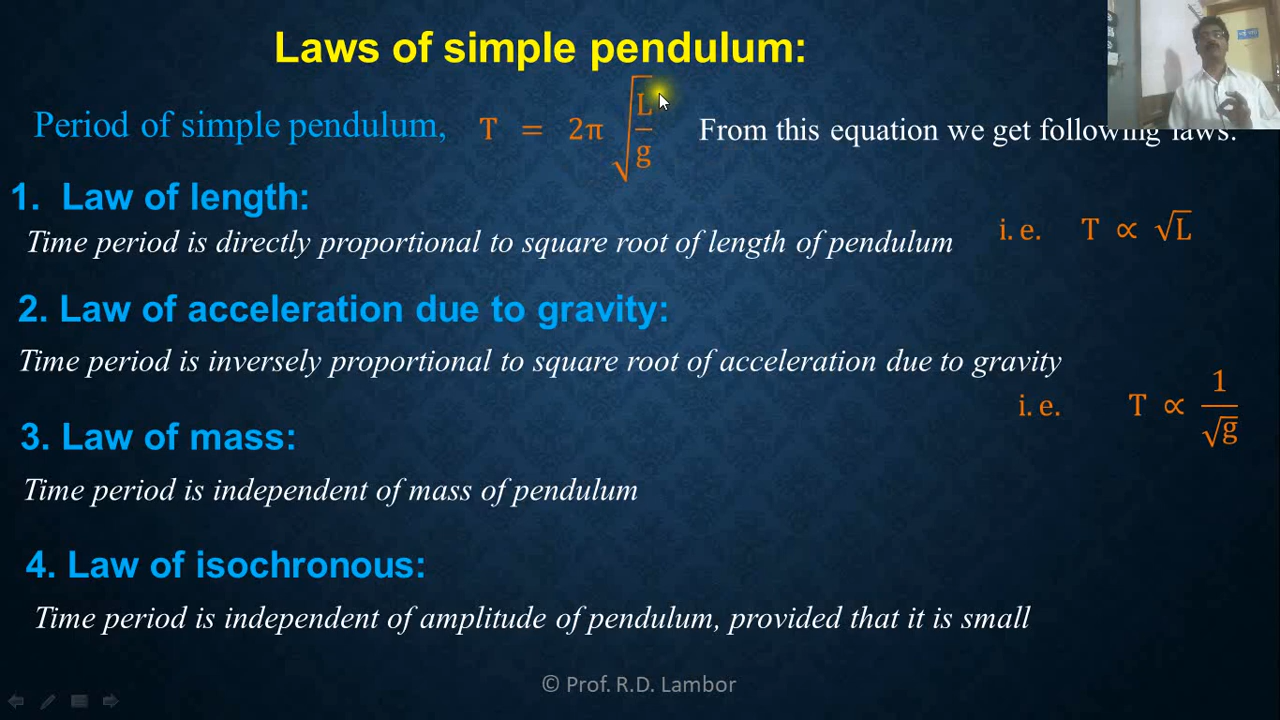 Laws of simple pendulum:
Period of simple pendulum, T = 2π √(L/g) From this equation we get following laws.
1. Law of length:
Time period is directly proportional to square root of length of pendulum i. e. T ∝ √L
2. Law of acceleration due to gravity:
Time period is inversely proportional to square root of acceleration due to gravity
i. e. T ∝ 1/√g
3. Law of mass:
Time period is independent of mass of pendulum
4. Law of isochronous:
Time period is independent of amplitude of pendulum, provided that it is small
© Prof. R.D. Lambor